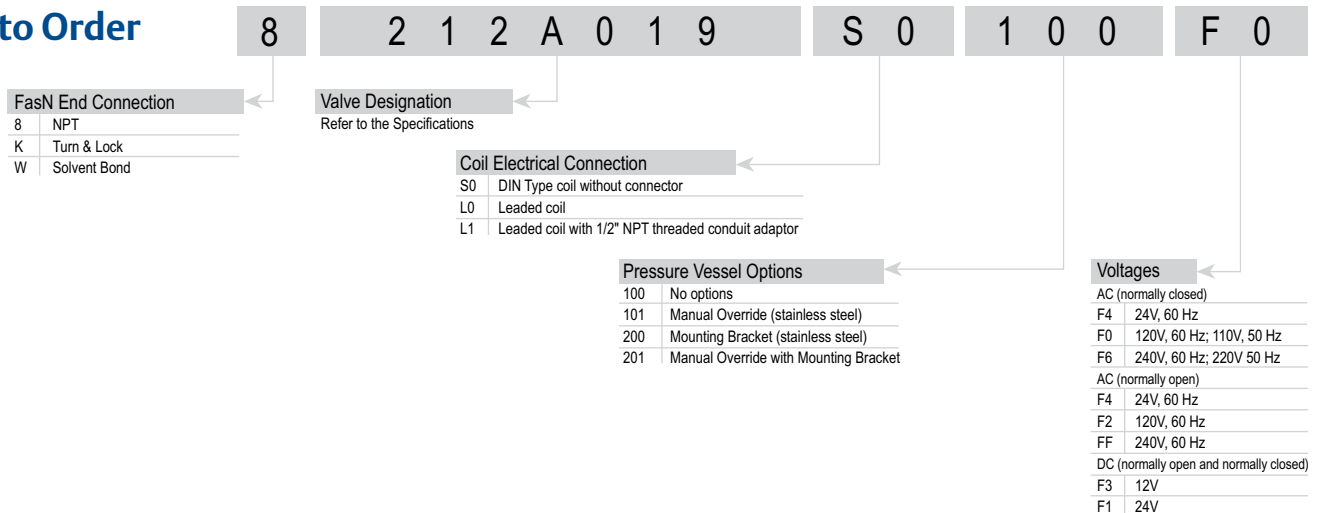 to Order
8 2 1 2 A 0 1 9 S 0 1 0 0 F 0
FasN End Connection
8 NPT
K Turn & Lock
W Solvent Bond
Valve Designation
Refer to the Specifications
Coil Electrical Connection
S0 DIN Type coil without connector
L0 Leaded coil
L1 Leaded coil with 1/2" NPT threaded conduit adaptor
Pressure Vessel Options
100 No options
101 Manual Override (stainless steel)
200 Mounting Bracket (stainless steel)
201 Manual Override with Mounting Bracket
Voltages
AC (normally closed)
F4 24V, 60 Hz
F0 120V, 60 Hz; 110V, 50 Hz
F6 240V, 60 Hz; 220V 50 Hz
AC (normally open)
F4 24V, 60 Hz
F2 120V, 60 Hz
FF 240V, 60 Hz
DC (normally open and normally closed)
F3 12V
F1 24V